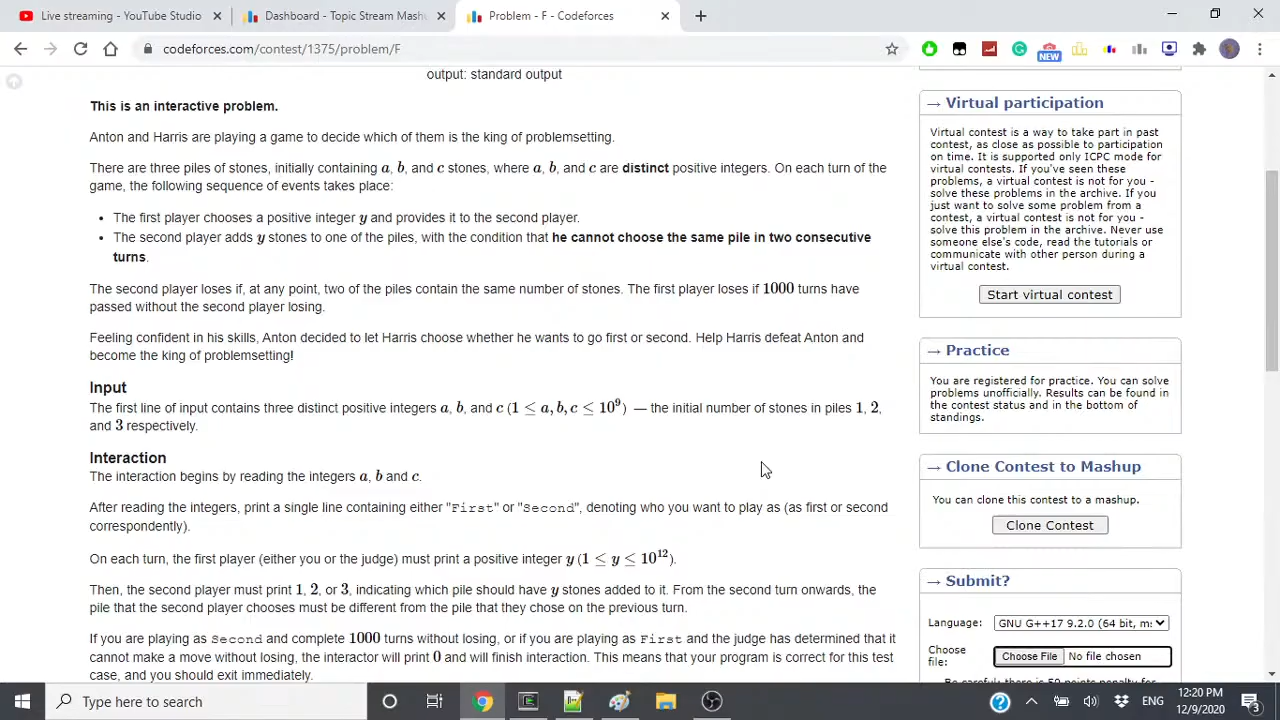 Live streaming - YouTube Studio
Dashboard - Topic Stream Mash
Problem - F - Codeforces
codeforces.com/contest/1375/problem/F
NEW
output: standard output
This is an interactive problem.
Anton and Harris are playing a game to decide which of them is the king of problemsetting.
There are three piles of stones, initially containing a, b, and c stones, where a, b, and c are distinct positive integers. On each turn of the
game, the following sequence of events takes place:
• The first player chooses a positive integer y and provides it to the second player.
• The second player adds y stones to one of the piles, with the condition that he cannot choose the same pile in two consecutive
turns.
The second player loses if, at any point, two of the piles contain the same number of stones. The first player loses if 1000 turns have
passed without the second player losing.
Feeling confident in his skills, Anton decided to let Harris choose whether he wants to go first or second. Help Harris defeat Anton and
become the king of problemsetting!
Input
The first line of input contains three distinct positive integers a, b, and c (1 ≤ a, b, c ≤ 10⁹) — the initial number of stones in piles 1, 2,
and 3 respectively.
Interaction
The interaction begins by reading the integers a, b and c.
After reading the integers, print a single line containing either "First" or "Second", denoting who you want to play as (as first or second
correspondently).
On each turn, the first player (either you or the judge) must print a positive integer y (1 ≤ y ≤ 10¹²).
Then, the second player must print 1, 2, or 3, indicating which pile should have y stones added to it. From the second turn onwards, the
pile that the second player chooses must be different from the pile that they chose on the previous turn.
If you are playing as Second and complete 1000 turns without losing, or if you are playing as First and the judge has determined that it
cannot make a move without losing, the interactor will print 0 and will finish interaction. This means that your program is correct for this test
case, and you should exit immediately.
→ Virtual participation
Virtual contest is a way to take part in past
contest, as close as possible to participation
on time. It is supported only ICPC mode for
virtual contests. If you've seen these
problems, a virtual contest is not for you -
solve these problems in the archive. If you
just want to solve some problem from a
contest, a virtual contest is not for you -
solve this problem in the archive. Never use
someone else's code, read the tutorials or
communicate with other person during a
virtual contest.
Start virtual contest
→ Practice
You are registered for practice. You can solve
problems unofficially. Results can be found in
the contest status and in the bottom of
standings.
→ Clone Contest to Mashup
You can clone this contest to a mashup.
Clone Contest
→ Submit?
Language: GNU G++17 9.2.0 (64 bit, ms
Choose
file:
Choose File No file chosen
Be careful: there is 50 points penalty for
Type here to search
ENG
12:20 PM
12/9/2020
3